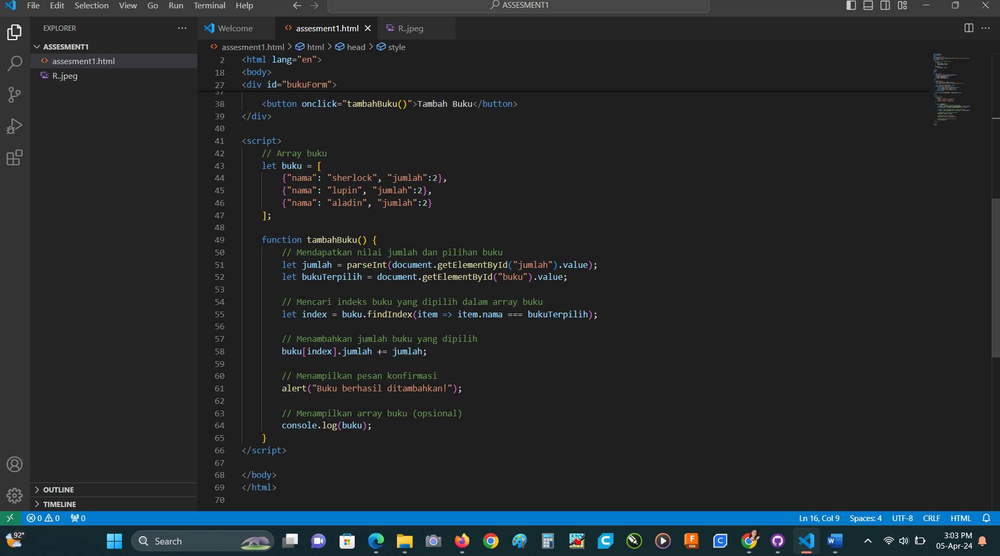 File Edit Selection View Go Run Terminal Help
ASSESMENT1
EXPLORER
ASSESMENT1
assesment1.html
R..jpeg
OUTLINE
TIMELINE
Welcome
assesment1.html
R..jpeg
assesment1.html > html > head > style
2 <html lang="en">
18 <body>
27 <div id="bukuForm">
37
38 <button onclick="tambahBuku()">Tambah Buku</button>
39 </div>
40
41 <script>
42 // Array buku
43 let buku = [
44 {"nama": "sherlock", "jumlah":2},
45 {"nama": "lupin", "jumlah":2},
46 {"nama": "aladin", "jumlah":2}
47 ];
48
49 function tambahBuku() {
50 // Mendapatkan nilai jumlah dan pilihan buku
51 let jumlah = parseInt(document.getElementById("jumlah").value);
52 let bukuTerpilih = document.getElementById("buku").value;
53
54 // Mencari indeks buku yang dipilih dalam array buku
55 let index = buku.findIndex(item => item.nama === bukuTerpilih);
56
57 // Menambahkan jumlah buku yang dipilih
58 buku[index].jumlah += jumlah;
59
60 // Menampilkan pesan konfirmasi
61 alert("Buku berhasil ditambahkan!");
62
63 // Menampilkan array buku (opsional)
64 console.log(buku);
65 }
66 </script>
67
68 </body>
69 </html>
70
0 0 0
Ln 16, Col 9 Spaces: 4 UTF-8 CRLF HTML
92°
Search
3:03 PM
05-Apr-24